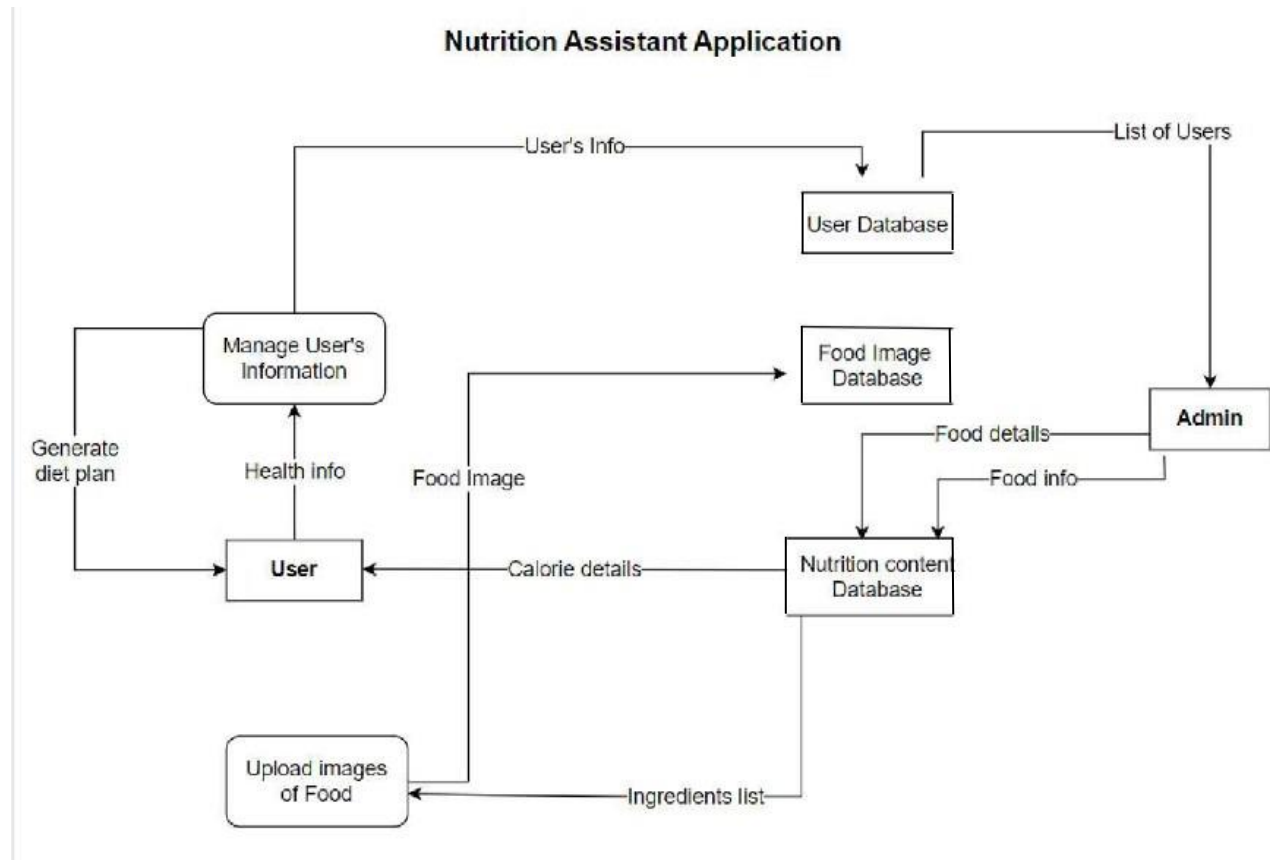 Nutrition Assistant Application
User's Info
List of Users
User Database
Manage User's
Information
Food Image
Database
Admin
Food details
Generate
diet plan
Health info
Food Image
Food info
User
Calorie details
Nutrition content
Database
Upload images
of Food
Ingredients list